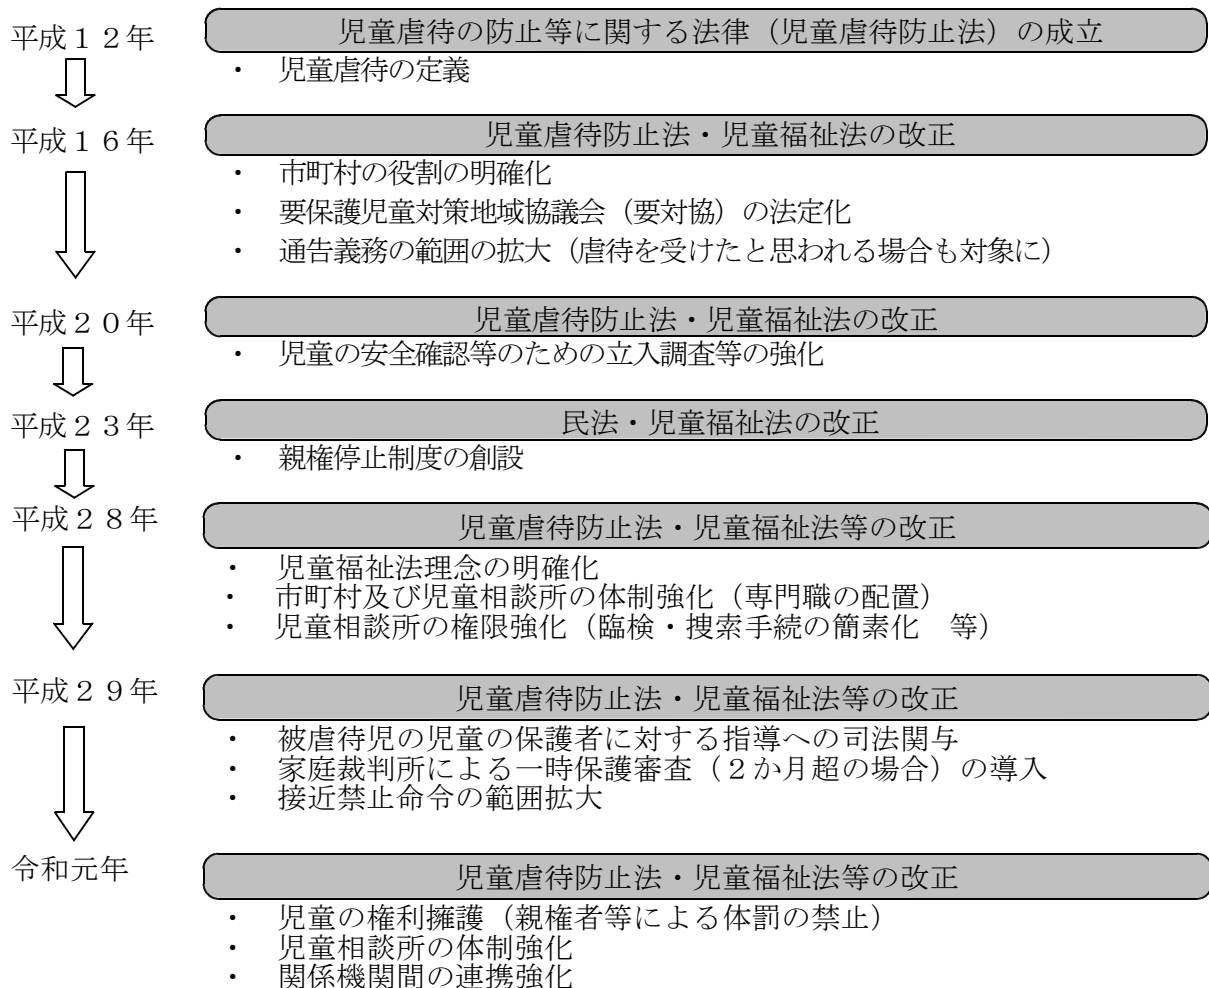 平成１２年
児童虐待の防止等に関する法律（児童虐待防止法）の成立
・ 児童虐待の定義
平成１６年
児童虐待防止法・児童福祉法の改正
・ 市町村の役割の明確化
・ 要保護児童対策地域協議会（要対協）の法定化
・ 通告義務の範囲の拡大（虐待を受けたと思われる場合も対象に）
平成２０年
児童虐待防止法・児童福祉法の改正
・ 児童の安全確認等のための立入調査等の強化
平成２３年
民法・児童福祉法の改正
・ 親権停止制度の創設
平成２８年
児童虐待防止法・児童福祉法等の改正
・ 児童福祉法理念の明確化
・ 市町村及び児童相談所の体制強化（専門職の配置）
・ 児童相談所の権限強化（臨検・捜索手続の簡素化　等）
平成２９年
児童虐待防止法・児童福祉法等の改正
・ 被虐待児の児童の保護者に対する指導への司法関与
・ 家庭裁判所による一時保護審査（２か月超の場合）の導入
・ 接近禁止命令の範囲拡大
令和元年
児童虐待防止法・児童福祉法等の改正
・ 児童の権利擁護（親権者等による体罰の禁止）
・ 児童相談所の体制強化
・ 関係機関間の連携強化